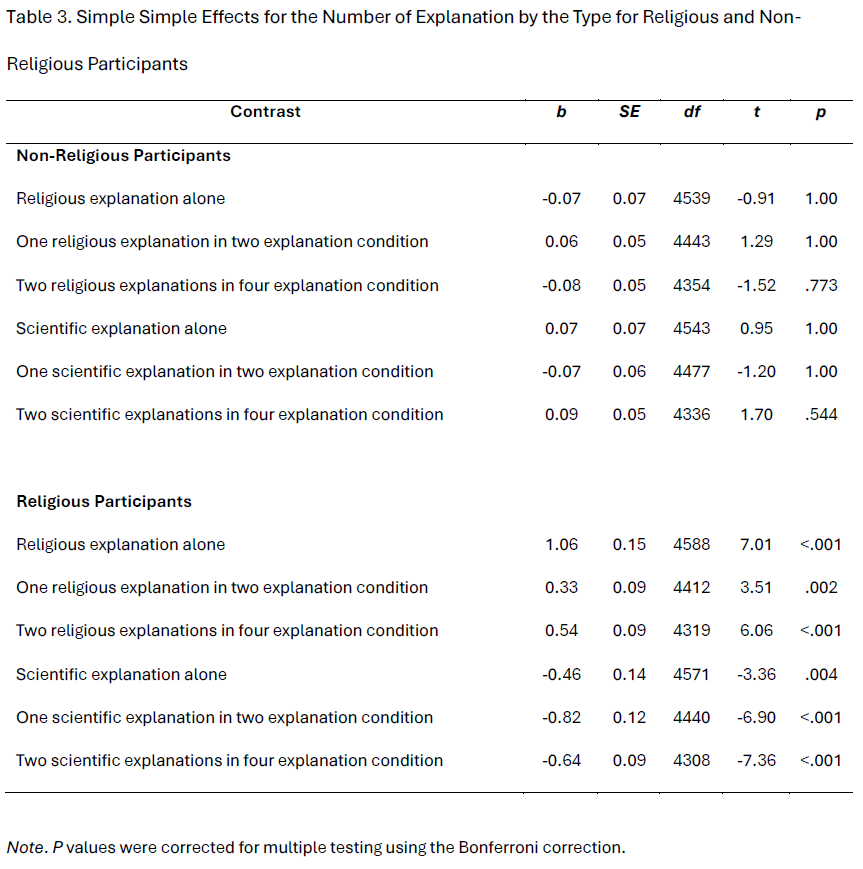 Table 3. Simple Simple Effects for the Number of Explanation by the Type for Religious and Non-
Religious Participants
Contrast b SE df t p
Non-Religious Participants
Religious explanation alone -0.07 0.07 4539 -0.91 1.00
One religious explanation in two explanation condition 0.06 0.05 4443 1.29 1.00
Two religious explanations in four explanation condition -0.08 0.05 4354 -1.52 .773
Scientific explanation alone 0.07 0.07 4543 0.95 1.00
One scientific explanation in two explanation condition -0.07 0.06 4477 -1.20 1.00
Two scientific explanations in four explanation condition 0.09 0.05 4336 1.70 .544
Religious Participants
Religious explanation alone 1.06 0.15 4588 7.01 <.001
One religious explanation in two explanation condition 0.33 0.09 4412 3.51 .002
Two religious explanations in four explanation condition 0.54 0.09 4319 6.06 <.001
Scientific explanation alone -0.46 0.14 4571 -3.36 .004
One scientific explanation in two explanation condition -0.82 0.12 4440 -6.90 <.001
Two scientific explanations in four explanation condition -0.64 0.09 4308 -7.36 <.001
Note. P values were corrected for multiple testing using the Bonferroni correction.